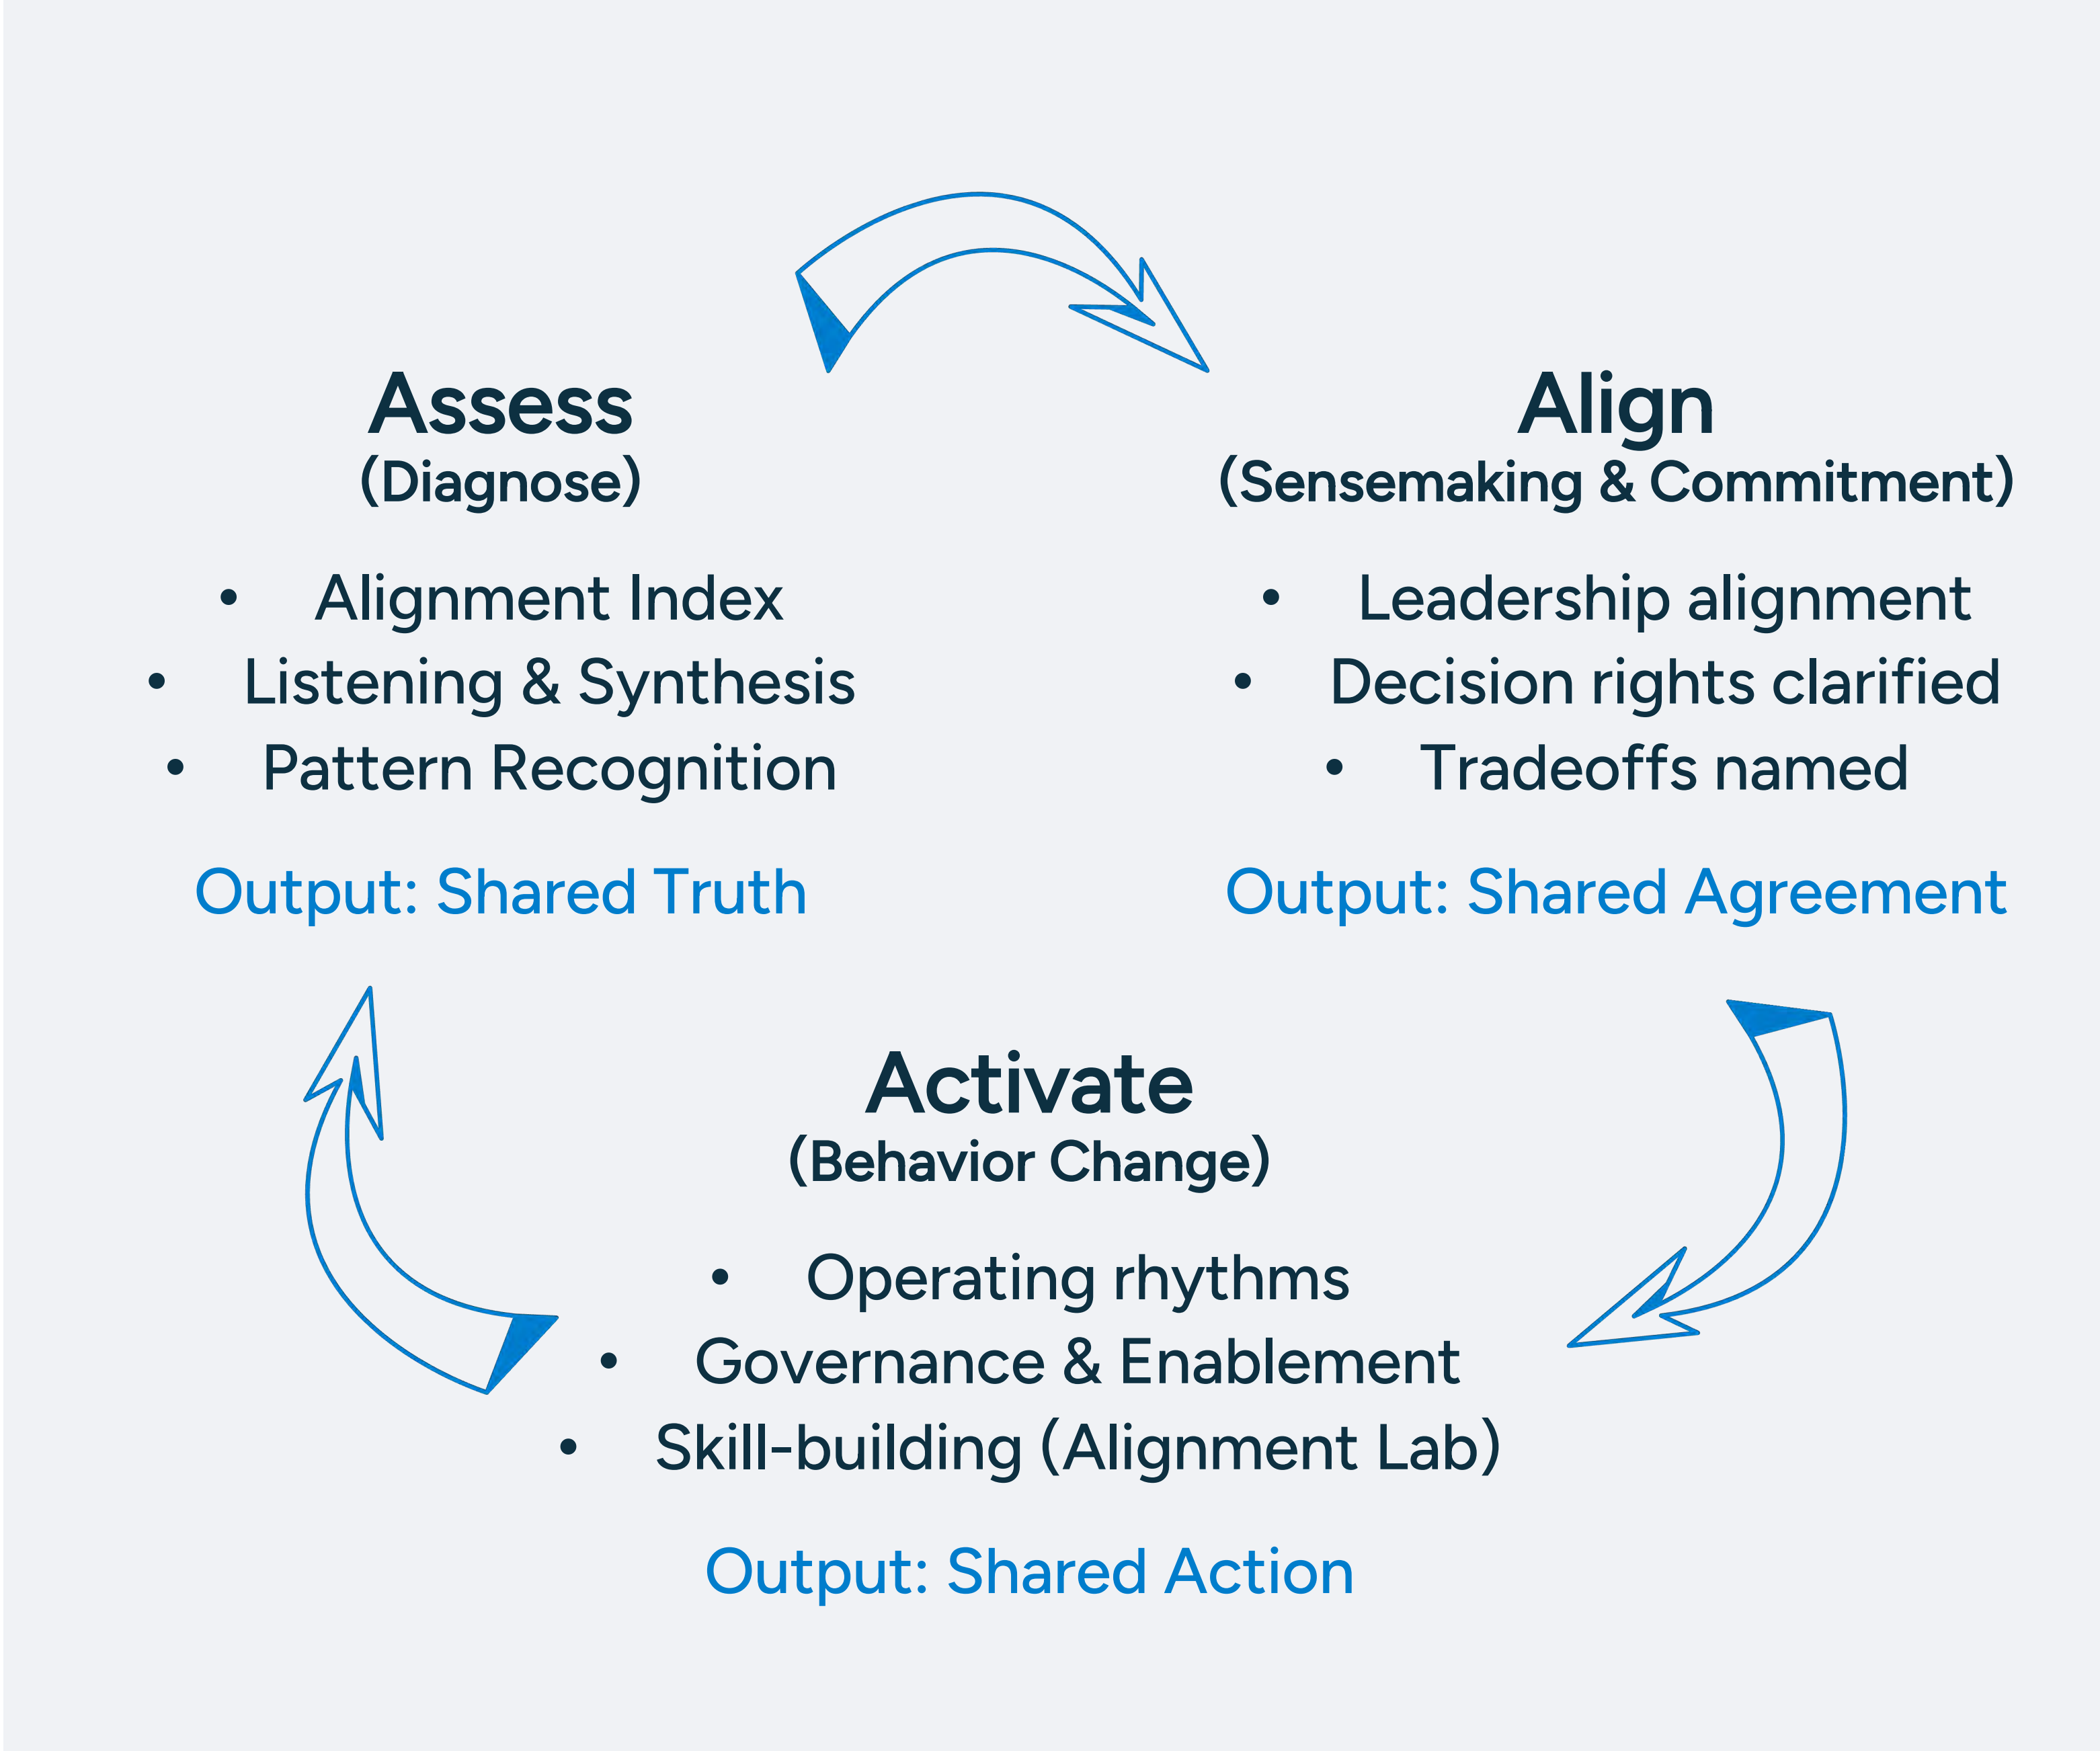 Assess
(Diagnose)
• Alignment Index
• Listening & Synthesis
• Pattern Recognition
Output: Shared Truth
Align
(Sensemaking & Commitment)
• Leadership alignment
• Decision rights clarified
• Tradeoffs named
Output: Shared Agreement
Activate
(Behavior Change)
• Operating rhythms
• Governance & Enablement
• Skill-building (Alignment Lab)
Output: Shared Action